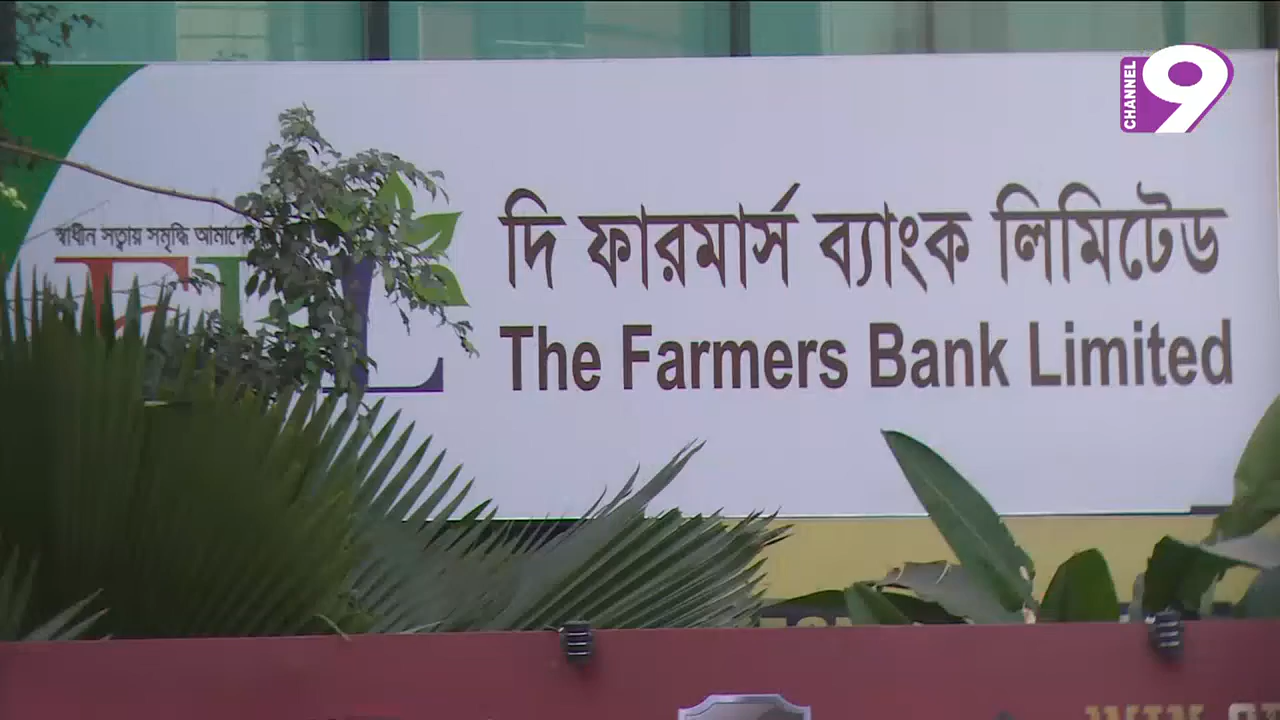 CHANNEL 9
স্বাধীন সত্বায় সমৃদ্ধি আমাদের
দি ফারমার্স ব্যাংক লিমিটেড
The Farmers Bank Limited